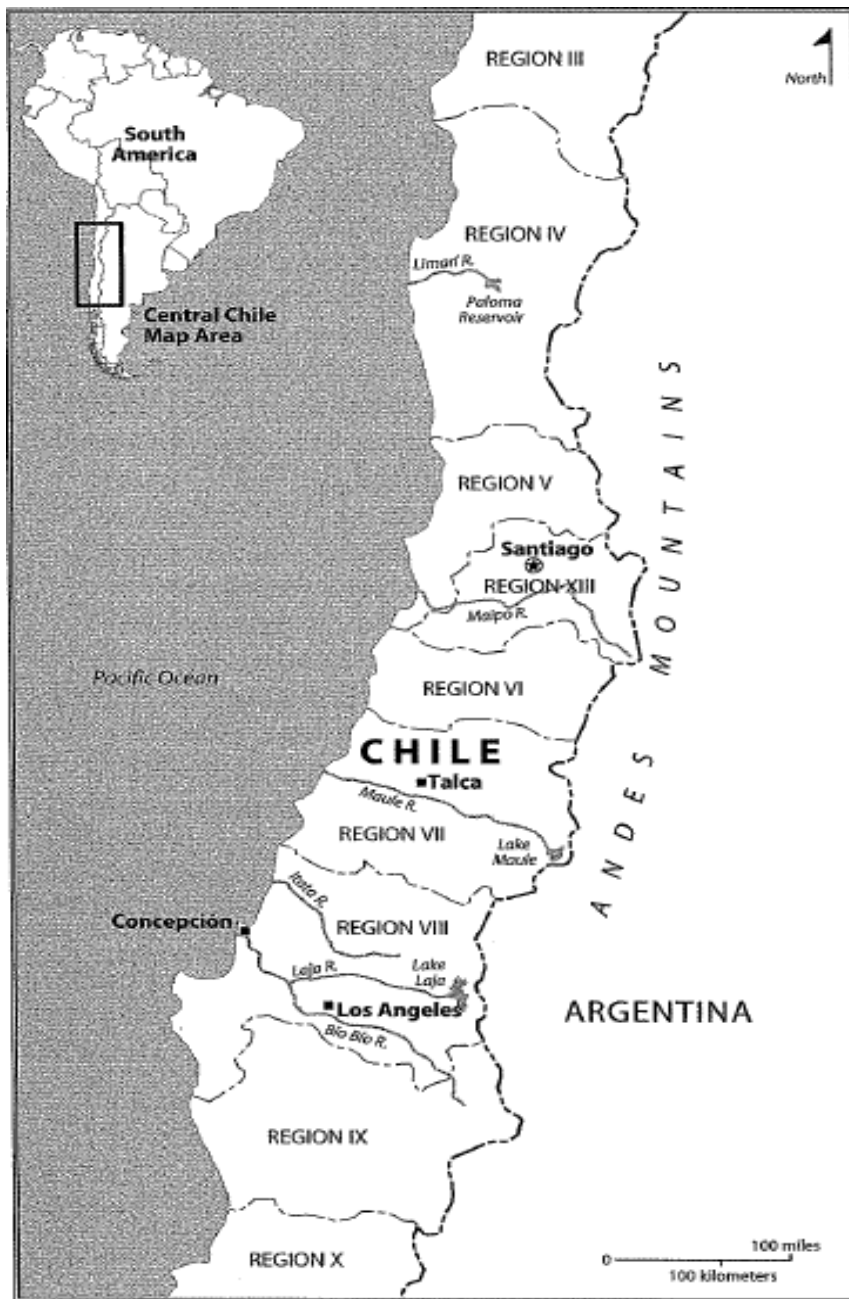 REGION III
North
South
America
REGION IV
Limarí R.
Paloma
Reservoir
Central Chile
Map Area
MOUNTAINS
REGION V
Santiago
REGION XIII
Maipo R.
Pacific Ocean
REGION VI
CHILE
Talca
Maule R.
ANDES
REGION VII
Lake
Maule
Itata R.
Concepción
REGION VIII
Laja R.
Lake
Laja
Los Angeles
ARGENTINA
Bío Bío R.
REGION IX
REGION X
0
100 miles
100 kilometers